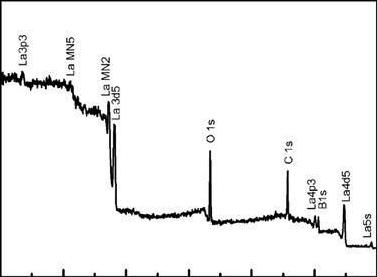 La3p3
La MN5
La MN2
La 3d5
O 1s
C 1s
La4p3
B1s
La4d5
La5s